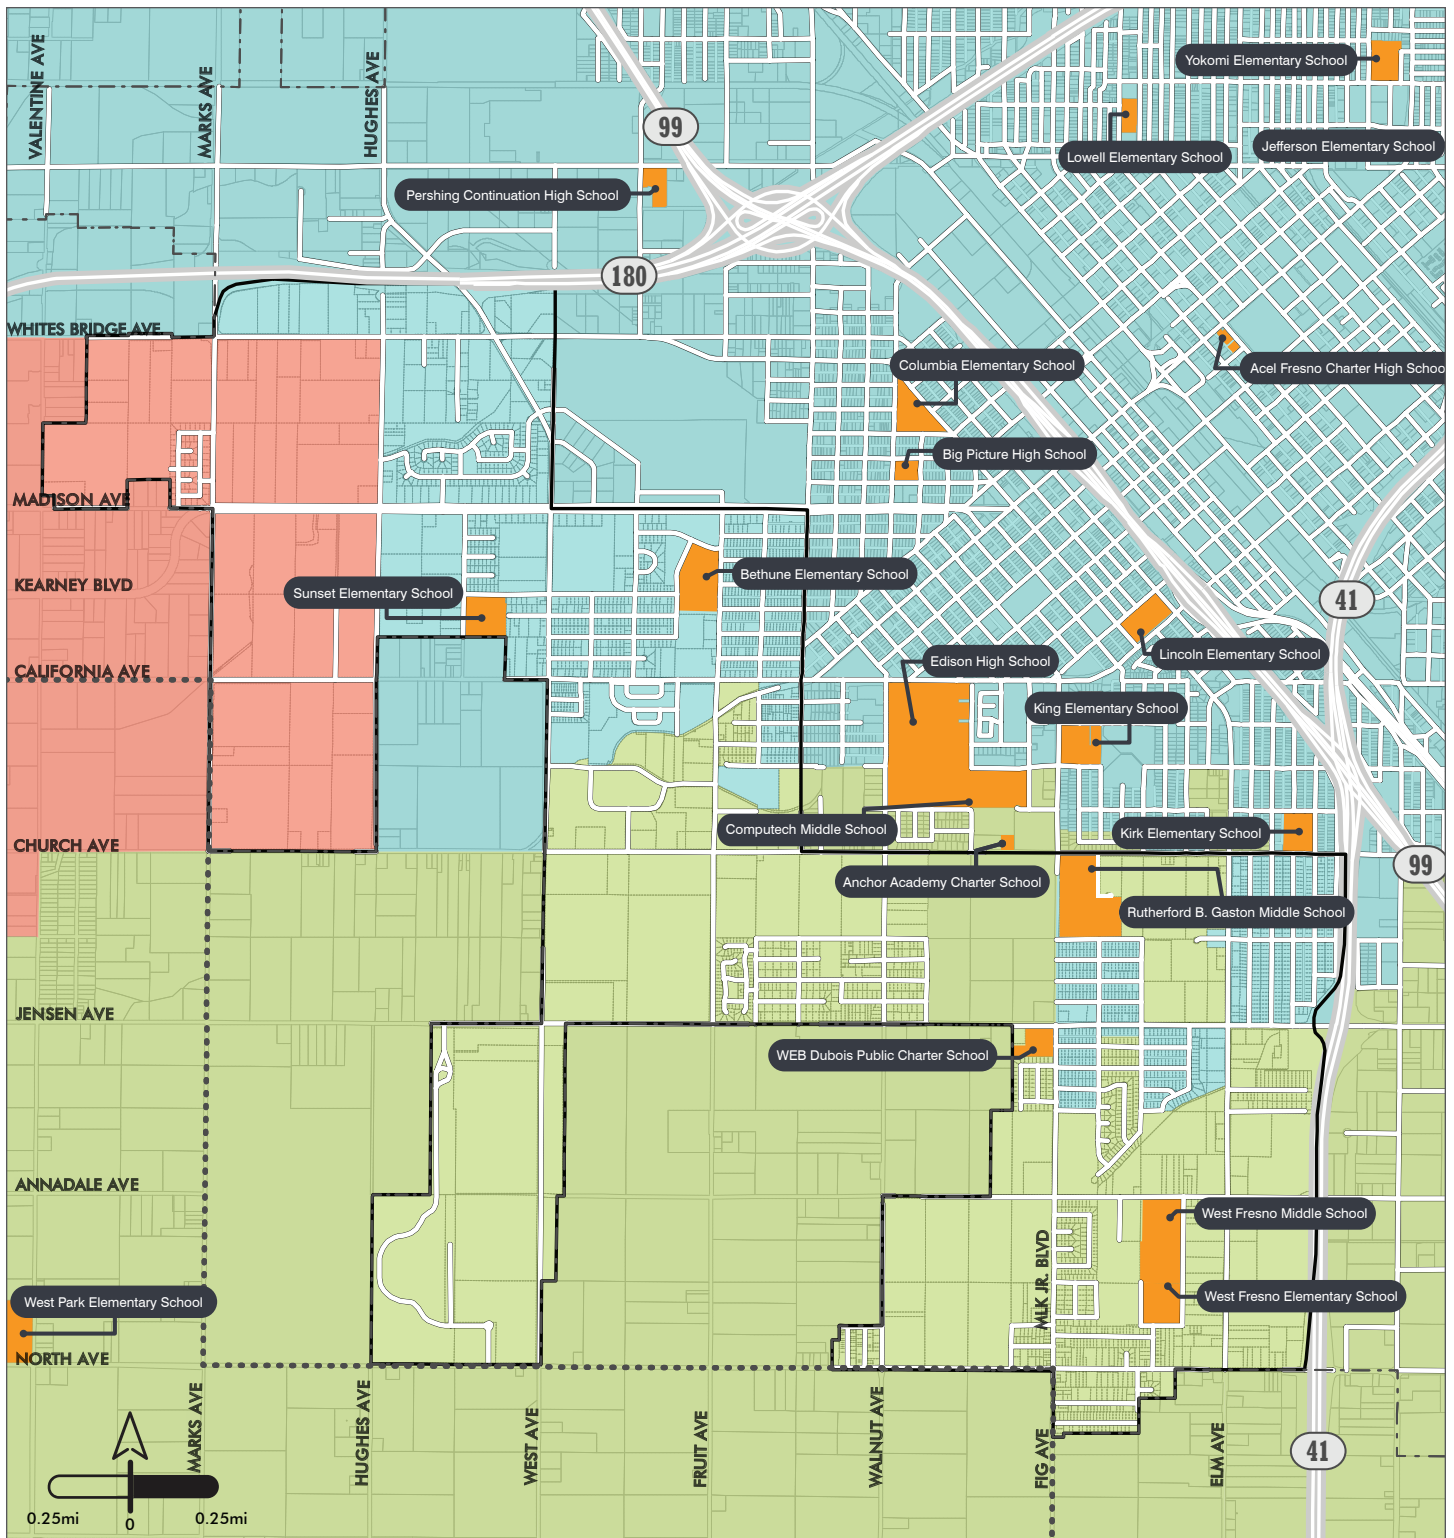 VALENTINE AVE
MARKS AVE
HUGHES AVE
Yokomi Elementary School
99
Lowell Elementary School
Jefferson Elementary School
Pershing Continuation High School
180
WHITES BRIDGE AVE
Columbia Elementary School
Acel Fresno Charter High Schoo
Big Picture High School
MADISON AVE
Bethune Elementary School
KEARNEY BLVD
Sunset Elementary School
41
Lincoln Elementary School
Edison High School
CALIFORNIA AVE
King Elementary School
Computech Middle School
Kirk Elementary School
CHURCH AVE
99
Anchor Academy Charter School
Rutherford B. Gaston Middle School
JENSEN AVE
WEB Dubois Public Charter School
ANNADALE AVE
West Fresno Middle School
MLK JR. BLVD
West Fresno Elementary School
West Park Elementary School
NORTH AVE
MARKS AVE
HUGHES AVE
WEST AVE
FRUIT AVE
WALNUT AVE
FIG AVE
ELM AVE
41
0.25mi
0
0.25mi